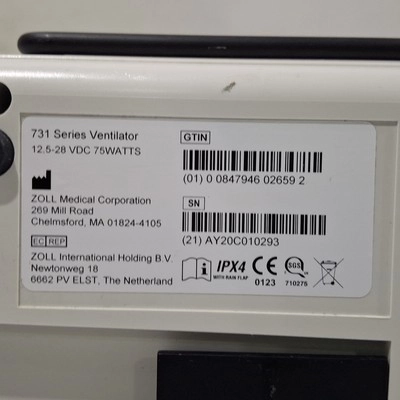 731 Series Ventilator
12.5-28 VDC 75WATTS
ZOLL Medical Corporation
269 Mill Road
Chelmsford, MA 01824-4105
EC REP
ZOLL International Holding B.V.
Newtonweg 18
6662 PV ELST, The Netherland
GTIN
(01) 0 0847946 02659 2
SN
(21) AY20C010293
IPX4
WITH RAIN FLAP
CE
0123
SGS
710275